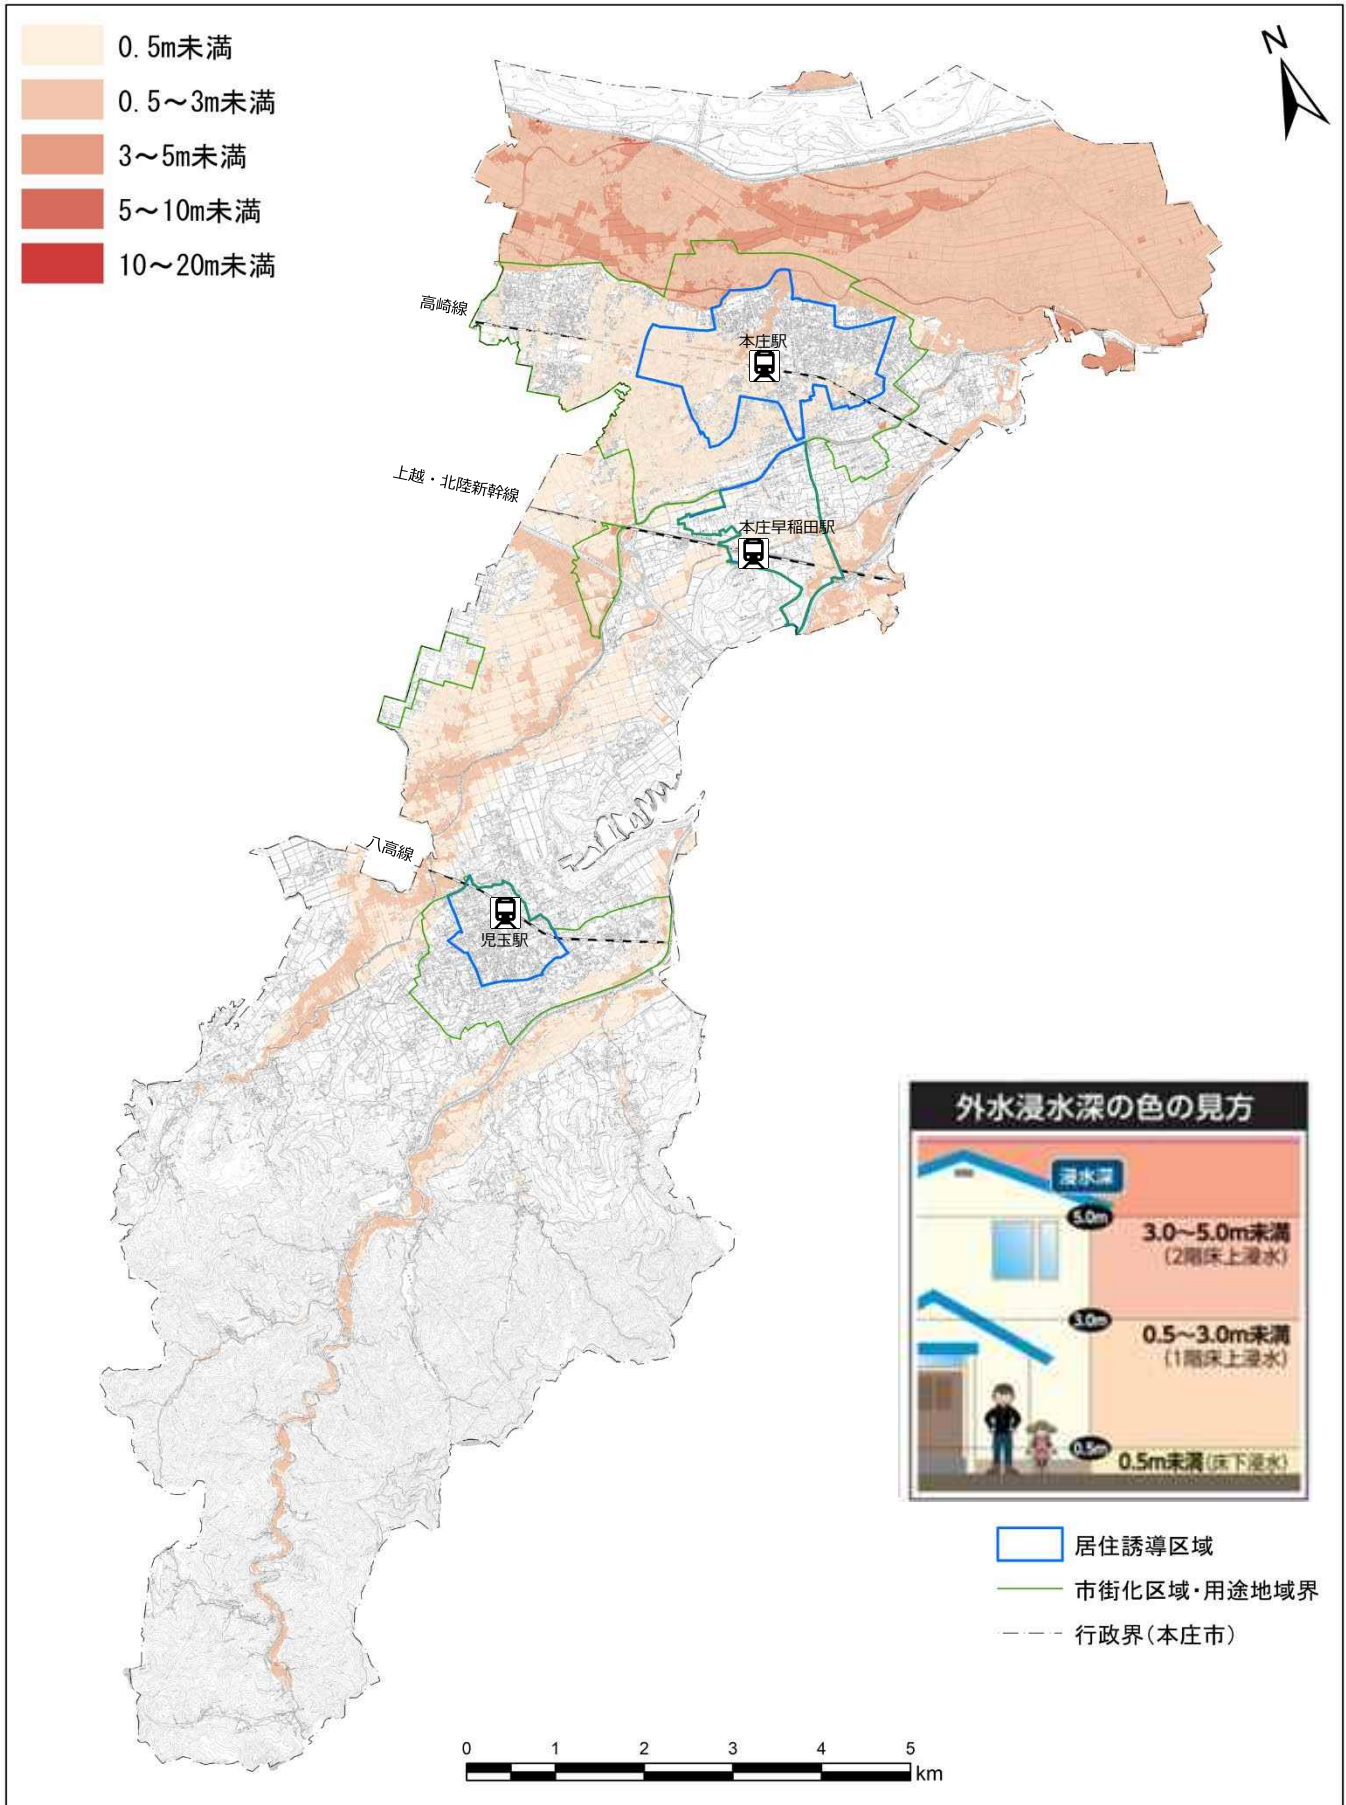 0.5m未満
0.5～3m未満
3～5m未満
5～10m未満
10～20m未満
N
高崎線
本庄駅
上越・北陸新幹線
本庄早稲田駅
八高線
児玉駅
外水浸水深の色の見方
浸水深
5.0m
3.0～5.0m未満
(2階床上浸水)
3.0m
0.5～3.0m未満
(1階床上浸水)
0.5m
0.5m未満(床下浸水)
居住誘導区域
市街化区域・用途地域界
行政界(本庄市)
0 1 2 3 4 5
km